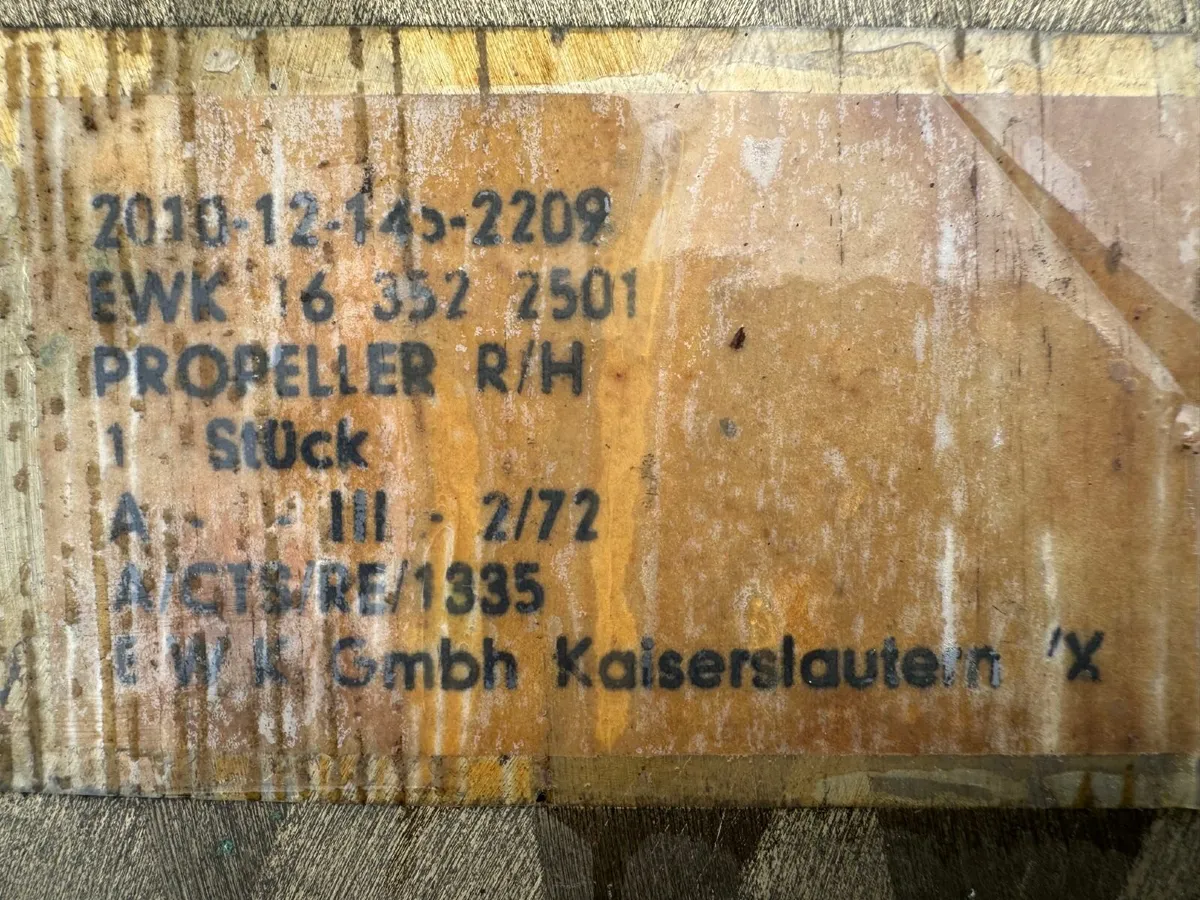 2010-12-145-2209
EWK 16 352 2501
PROPELLER R/H
1 Stück
A - - III - 2/72
A/CTS/RE/1335
E W K Gmbh Kaiserslautern 'X